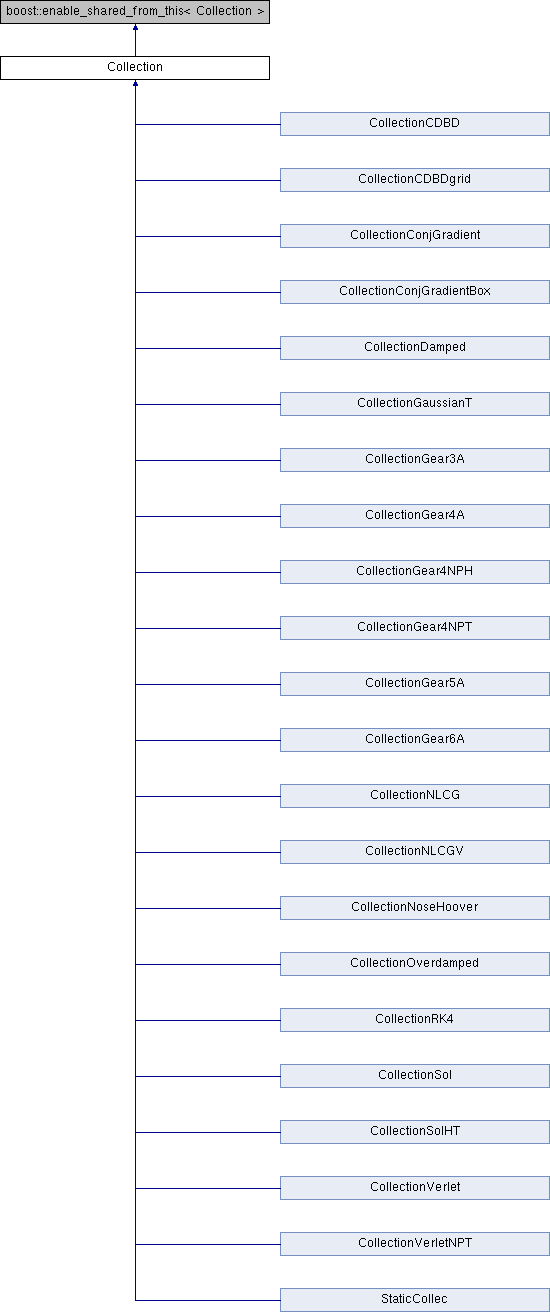 boost::enable_shared_from_this< Collection >
Collection
CollectionCDBD
CollectionCDBDgrid
CollectionConjGradient
CollectionConjGradientBox
CollectionDamped
CollectionGaussianT
CollectionGear3A
CollectionGear4A
CollectionGear4NPH
CollectionGear4NPT
CollectionGear5A
CollectionGear6A
CollectionNLCG
CollectionNLCGV
CollectionNoseHoover
CollectionOverdamped
CollectionRK4
CollectionSol
CollectionSolHT
CollectionVerlet
CollectionVerletNPT
StaticCollec